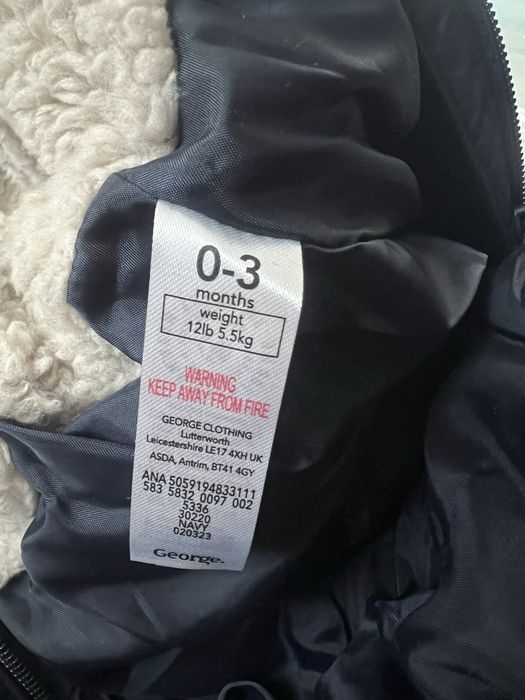 0-3
months
weight
12lb 5.5kg
WARNING
KEEP AWAY FROM FIRE
GEORGE CLOTHING
Lutterworth
Leicestershire LE17 4XH UK
ASDA, Antrim, BT41 4GY
ANA 5059194833111
583 5832 0097 002
5336
30220
NAVY
020323
George.